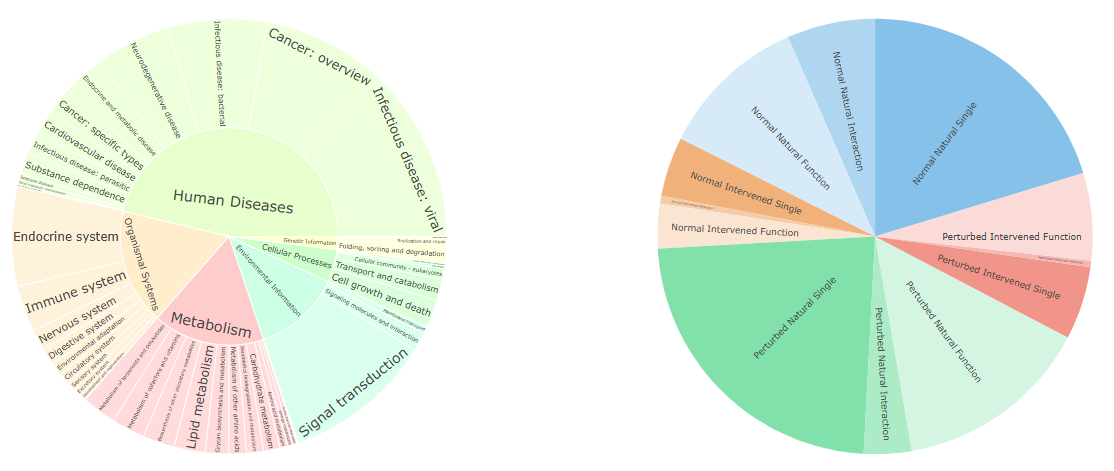 Human Diseases
Infectious disease: viral
Cancer: overview
Infectious disease: bacterial
Neurodegenerative disease
Endocrine and metabolic disease
Cancer: specific types
Cardiovascular disease
Infectious disease: parasitic
Substance dependence
Organismal Systems
Endocrine system
Immune system
Nervous system
Digestive system
Environmental adaptation
Circulatory system
Sensory system
Excretory system
Metabolism
Metabolism of terpenoids and polyketides
Metabolism of cofactors and vitamins
Biosynthesis of other secondary metabolites
Lipid metabolism
Glycan biosynthesis and metabolism
Metabolism of other amino acids
Xenobiotics biodegradation and metabolism
Carbohydrate metabolism
Amino acid metabolism
Environmental Information
Signal transduction
Signaling molecules and interaction
Membrane transport
Cellular Processes
Cell growth and death
Transport and catabolism
Cellular community - eukaryotes
Genetic Information
Folding, sorting and degradation
Replication and repair
Normal Natural Single
Normal Natural Interaction
Normal Natural Function
Normal Intervened Single
Normal Intervened Function
Perturbed Natural Single
Perturbed Natural Interaction
Perturbed Natural Function
Perturbed Intervened Single
Perturbed Intervened Function